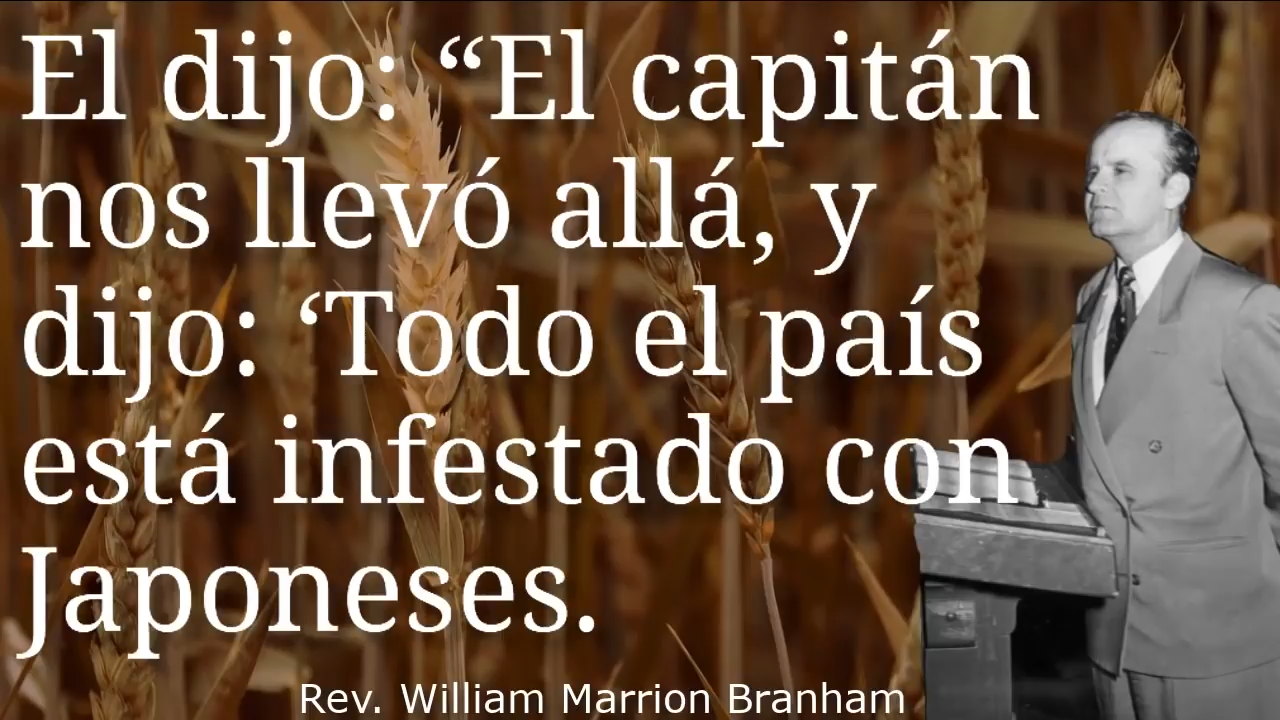 El dijo: “El capitán
nos llevó allá, y
dijo: ‘Todo el país
está infestado con
Japoneses.
Rev. William Marrion Branham